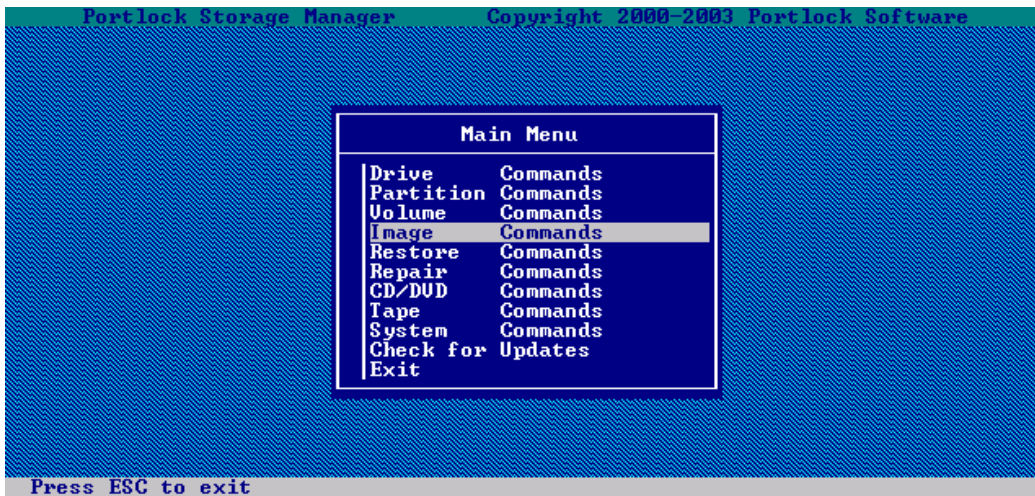 Portlock Storage Manager Copyright 2000-2003 Portlock Software
Main Menu
Drive Commands
Partition Commands
Volume Commands
Image Commands
Restore Commands
Repair Commands
CD/DVD Commands
Tape Commands
System Commands
Check for Updates
Exit
Press ESC to exit